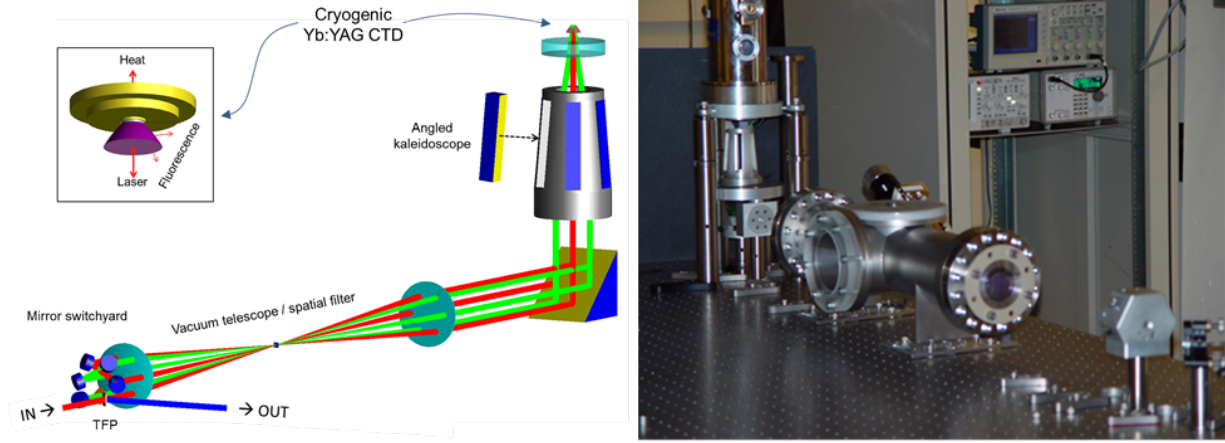 Cryogenic
Yb:YAG CTD
Heat
Fluorescence
Laser
Angled
kaleidoscope
Vacuum telescope / spatial filter
Mirror switchyard
IN →
→ OUT
TFP